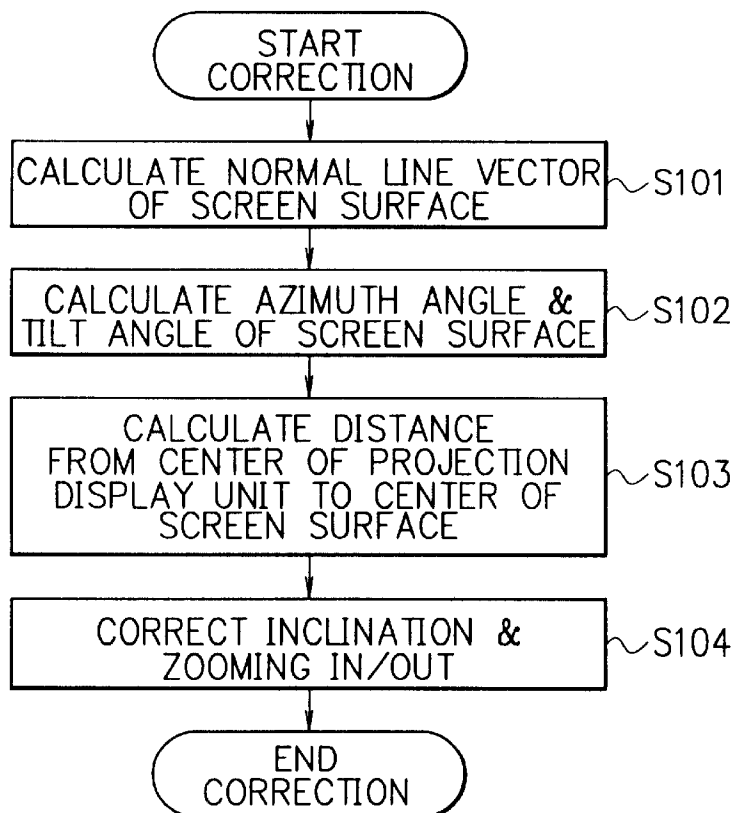 START
CORRECTION
CALCULATE NORMAL LINE VECTOR
OF SCREEN SURFACE
S101
CALCULATE AZIMUTH ANGLE &
TILT ANGLE OF SCREEN SURFACE
S102
CALCULATE DISTANCE
FROM CENTER OF PROJECTION
DISPLAY UNIT TO CENTER OF
SCREEN SURFACE
S103
CORRECT INCLINATION &
ZOOMING IN/OUT
S104
END
CORRECTION